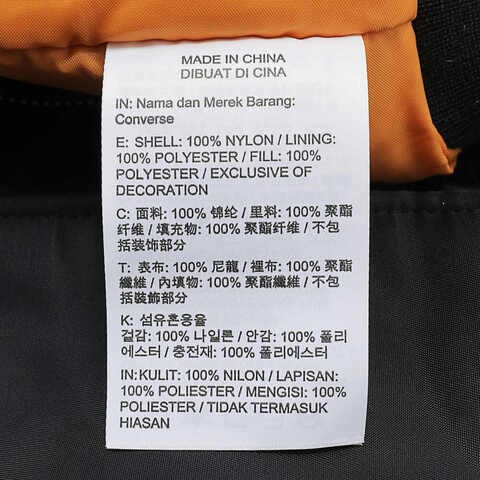 MADE IN CHINA
DIBUAT DI CINA
IN: Nama dan Merek Barang:
Converse
E: SHELL: 100% NYLON / LINING:
100% POLYESTER / FILL: 100%
POLYESTER / EXCLUSIVE OF
DECORATION
C: 面料: 100% 锦纶 / 里料: 100% 聚酯
纤维 / 填充物: 100% 聚酯纤维 / 不包
括装饰部分
T: 表布: 100% 尼龍 / 裡布: 100% 聚酯
纖維 / 內填物: 100% 聚酯纖維 / 不包
括裝飾部分
K: 섬유혼용율
겉감: 100% 나일론 / 안감: 100% 폴리
에스터 / 충전재: 100% 폴리에스터
IN:KULIT: 100% NILON / LAPISAN:
100% POLIESTER / MENGISI: 100%
POLIESTER / TIDAK TERMASUK
HIASAN